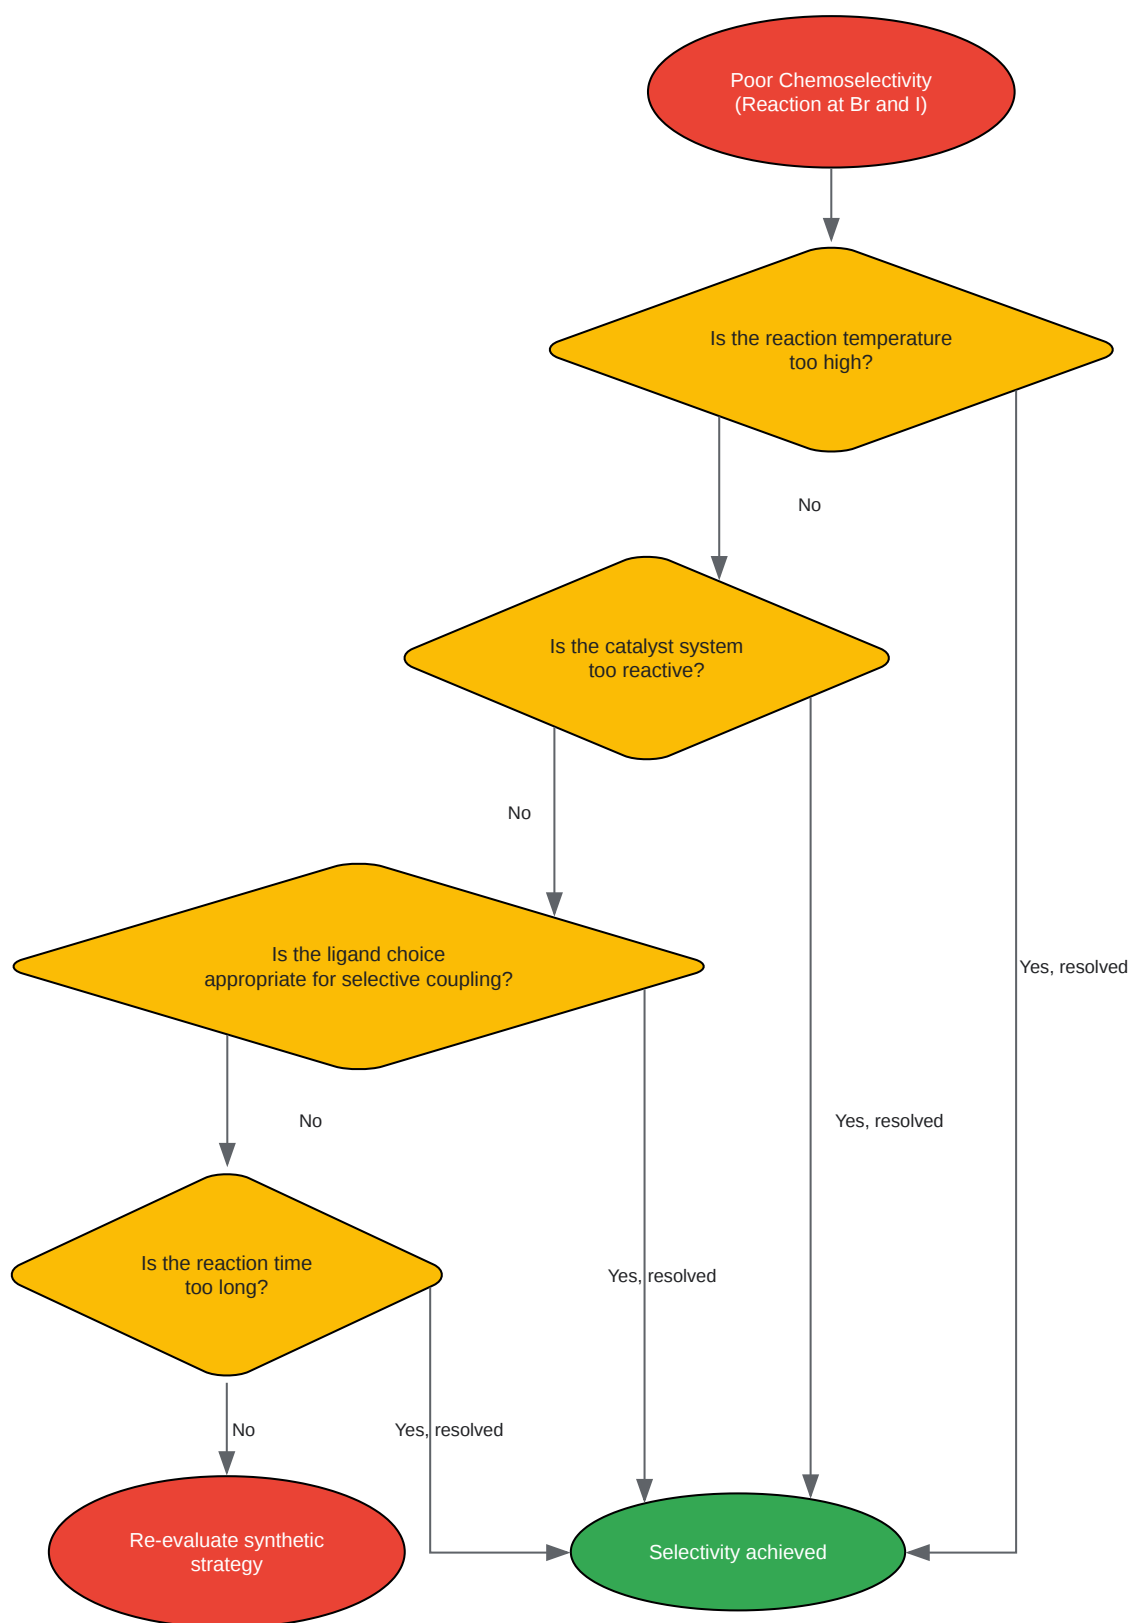 Poor Chemoselectivity
(Reaction at Br and I)
Is the reaction temperature
too high?
No
Is the catalyst system
too reactive?
No
Is the ligand choice
appropriate for selective coupling?
Yes, resolved
No
Yes, resolved
Is the reaction time
too long?
Yes, resolved
No
Yes, resolved
Re-evaluate synthetic
strategy
Selectivity achieved